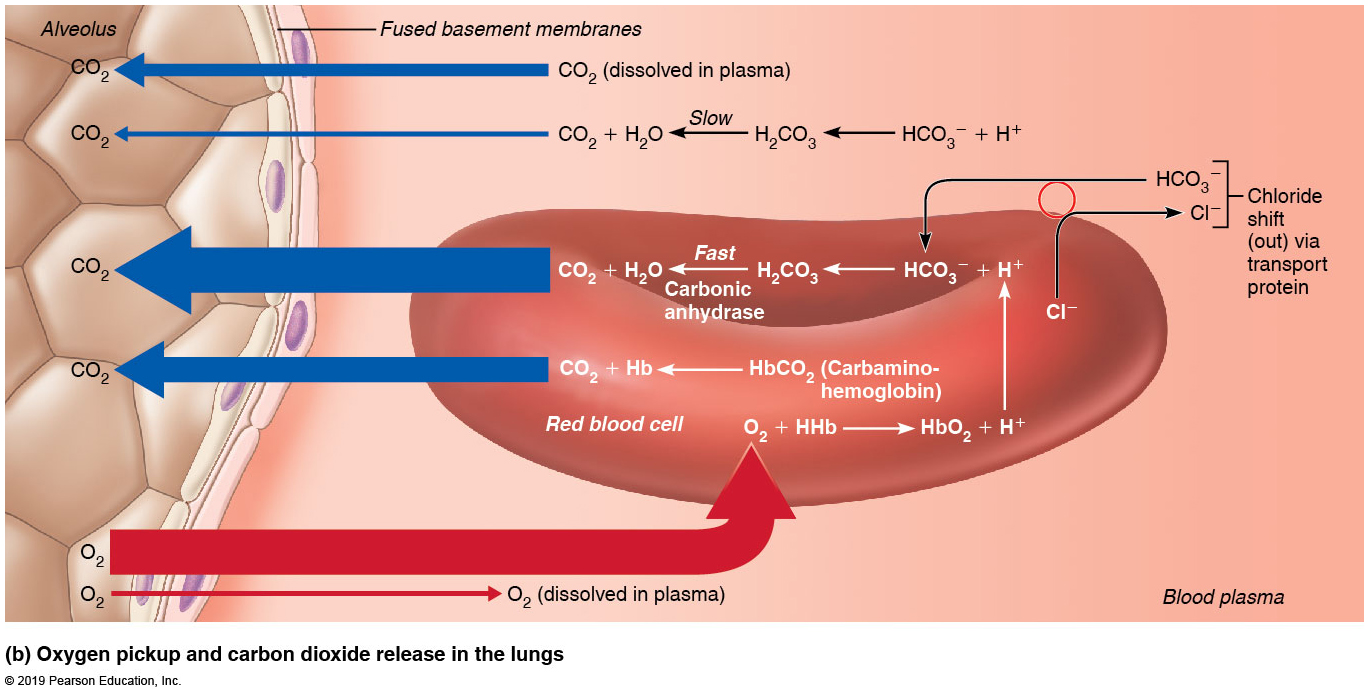 Alveolus
Fused basement membranes
CO₂
CO₂ (dissolved in plasma)
CO₂
CO₂ + H₂O
Slow
H₂CO₃
HCO₃⁻ + H⁺
HCO₃⁻
Cl⁻
Chloride
shift
(out) via
transport
protein
CO₂
CO₂ + H₂O
Fast
Carbonic
anhydrase
H₂CO₃
HCO₃⁻ + H⁺
Cl⁻
CO₂
CO₂ + Hb
HbCO₂ (Carbamino-
hemoglobin)
Red blood cell
O₂ + HHb
HbO₂ + H⁺
O₂
O₂
O₂ (dissolved in plasma)
Blood plasma
(b) Oxygen pickup and carbon dioxide release in the lungs
© 2019 Pearson Education, Inc.